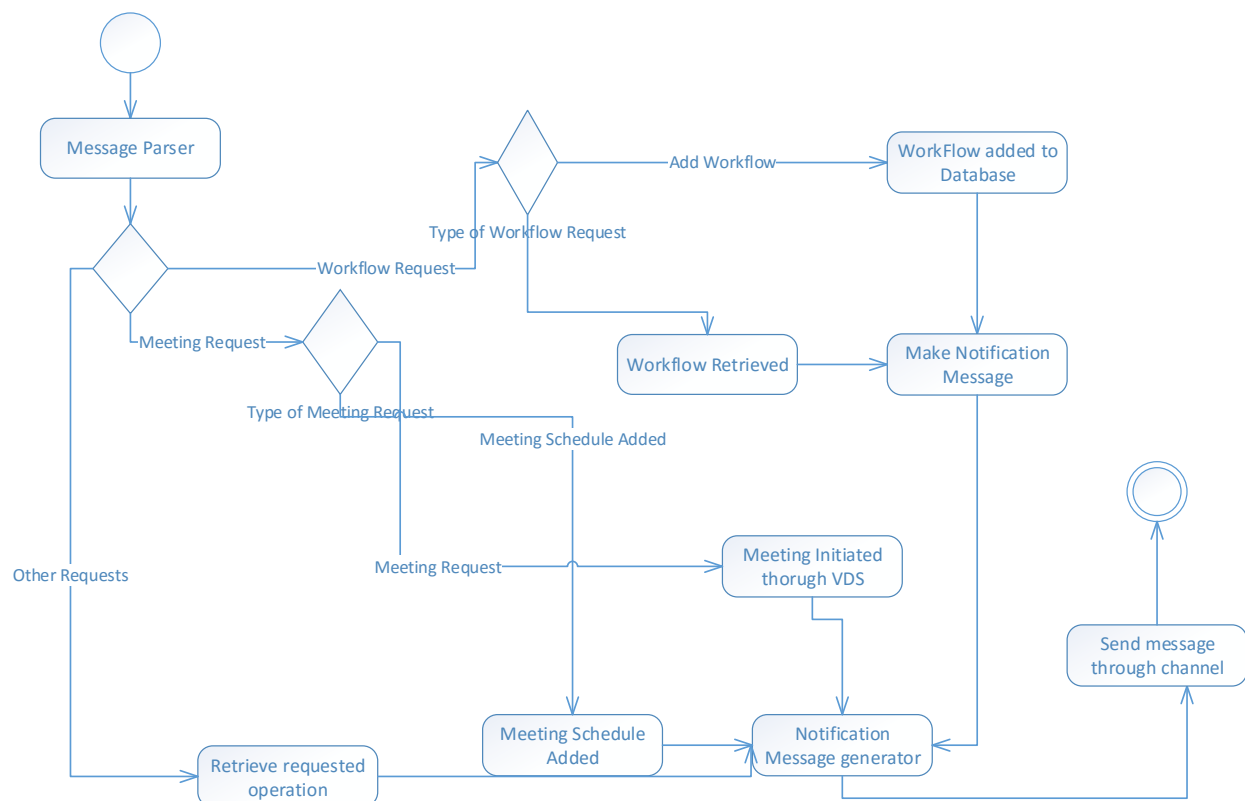 Message Parser
Add Workflow
WorkFlow added to
Database
Type of Workflow Request
Workflow Request
Meeting Request
Workflow Retrieved
Make Notification
Message
Type of Meeting Request
Meeting Schedule Added
Other Requests
Meeting Request
Meeting Initiated
thorugh VDS
Send message
through channel
Meeting Schedule
Added
Notification
Message generator
Retrieve requested
operation